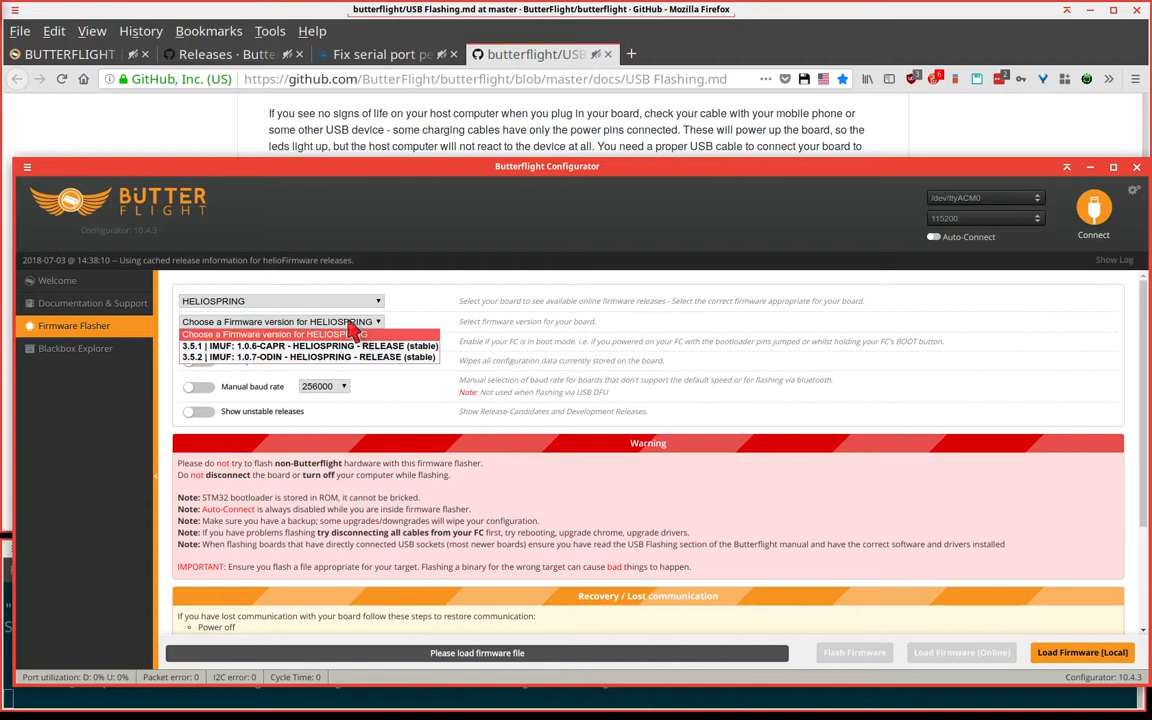 butterflight/USB Flashing.md at master · ButterFlight/butterflight · GitHub - Mozilla Firefox
File Edit View History Bookmarks Tools Help
BUTTERFLIGHT Releases · Butte Fix serial port pe butterflight/USB
GitHub, Inc. (US) https://github.com/ButterFlight/butterflight/blob/master/docs/USB Flashing.md
3 6 2
If you see no signs of life on your host computer when you plug in your board, check your cable with your mobile phone or
some other USB device - some charging cables have only the power pins connected. These will power up the board, so the
leds light up, but the host computer will not react to the device at all. You need a proper USB cable to connect your board to
Butterflight Configurator
BUTTER
FLIGHT
Configurator: 10.4.3
/dev/ttyACM0
115200
Auto-Connect
Connect
2018-07-03 @ 14:38:10 -- Using cached release information for helioFirmware releases.
Show Log
Welcome
Documentation & Support
Firmware Flasher
Blackbox Explorer
HELIOSPRING Select your board to see available online firmware releases - Select the correct firmware appropriate for your board.
Choose a Firmware version for HELIOSPRING Select firmware version for your board.
Choose a Firmware version for HELIOSPRING
3.5.1 | IMUF: 1.0.6-CAPR - HELIOSPRING - RELEASE (stable)
3.5.2 | IMUF: 1.0.7-ODIN - HELIOSPRING - RELEASE (stable)
Enable if your FC is in boot mode. i.e. if you powered on your FC with the bootloader pins jumped or whilst holding your FC's BOOT button.
Wipes all configuration data currently stored on the board.
Manual baud rate 256000 Manual selection of baud rate for boards that don't support the default speed or for flashing via bluetooth.
Note: Not used when flashing via USB DFU
Show unstable releases Show Release-Candidates and Development Releases.
Warning
Please do not try to flash non-Butterflight hardware with this firmware flasher.
Do not disconnect the board or turn off your computer while flashing.
Note: STM32 bootloader is stored in ROM, it cannot be bricked.
Note: Auto-Connect is always disabled while you are inside firmware flasher.
Note: Make sure you have a backup; some upgrades/downgrades will wipe your configuration.
Note: If you have problems flashing try disconnecting all cables from your FC first, try rebooting, upgrade chrome, upgrade drivers.
Note: When flashing boards that have directly connected USB sockets (most newer boards) ensure you have read the USB Flashing section of the Butterflight manual and have the correct software and drivers installed
IMPORTANT: Ensure you flash a file appropriate for your target. Flashing a binary for the wrong target can cause bad things to happen.
Recovery / Lost communication
If you have lost communication with your board follow these steps to restore communication:
• Power off
Please load firmware file
Flash Firmware Load Firmware [Online] Load Firmware [Local]
Port utilization: D: 0% U: 0% Packet error: 0 I2C error: 0 Cycle Time: 0 Configurator: 10.4.3